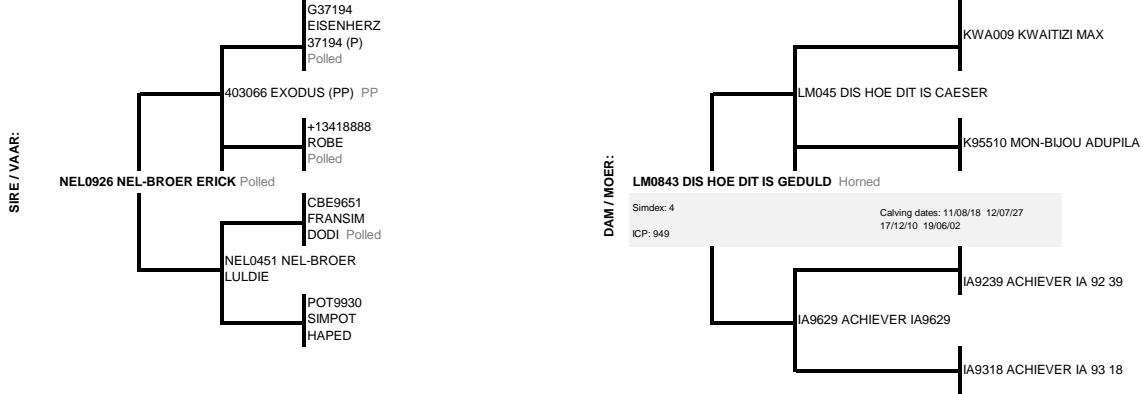 SIRE / VAAR:
G37194
EISENHERZ
37194 (P)
Polled
403066 EXODUS (PP) PP
+13418888
ROBE
Polled
NEL0926 NEL-BROER ERICK Polled
CBE9651
FRANSIM
DODI Polled
NEL0451 NEL-BROER
LULDIE
POT9930
SIMPOT
HAPED
DAM / MOER:
KWA009 KWAITIZI MAX
LM045 DIS HOE DIT IS CAESER
K95510 MON-BIJOU ADUPILA
LM0843 DIS HOE DIT IS GEDULD Horned
Simdex: 4
ICP: 949
Calving dates: 11/08/18 12/07/27
17/12/10 19/06/02
IA9239 ACHIEVER IA 92 39
IA9629 ACHIEVER IA9629
IA9318 ACHIEVER IA 93 18